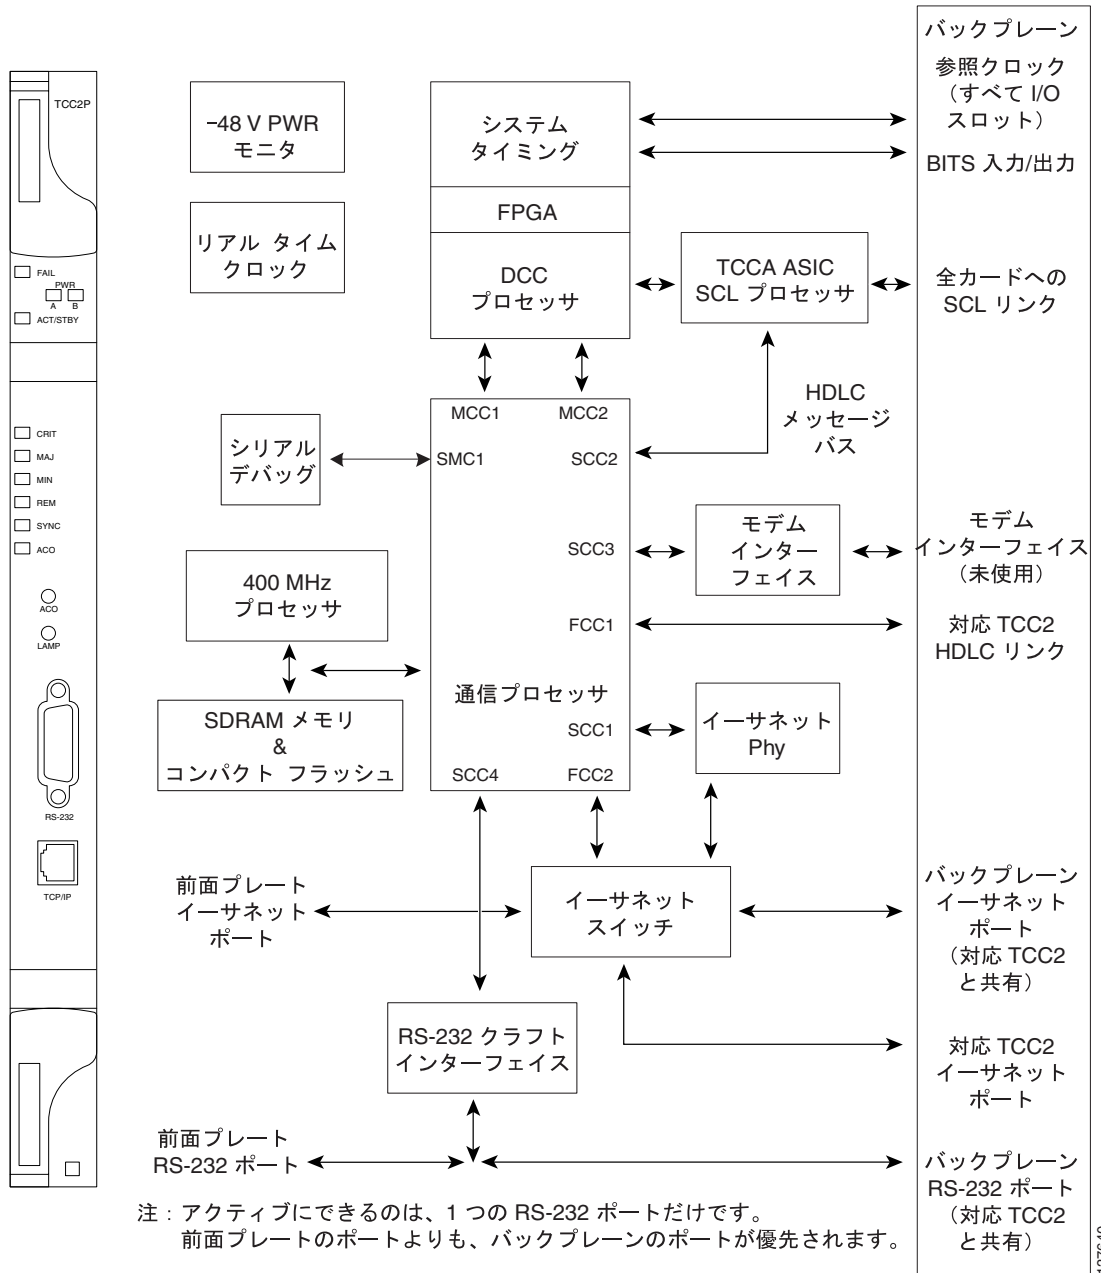 TCC2P
FAIL
PWR
A B
ACT/STBY
CRIT
MAJ
MIN
REM
SYNC
ACO
ACO
LAMP
RS-232
TCP/IP
−48 V PWR
モニタ
リアル タイム
クロック
システム
タイミング
FPGA
DCC
プロセッサ
TCCA ASIC
SCL プロセッサ
HDLC
メッセージ
バス
MCC1
MCC2
SMC1
SCC2
SCC3
FCC1
通信プロセッサ
SCC1
SCC4
FCC2
シリアル
デバッグ
400 MHz
プロセッサ
SDRAM メモリ
&
コンパクト フラッシュ
モデム
インター
フェイス
イーサネット
Phy
イーサネット
スイッチ
前面プレート
イーサネット
ポート
RS-232 クラフト
インターフェイス
前面プレート
RS-232 ポート
バックプレーン
参照クロック
（すべて I/O
スロット）
BITS 入力/出力
全カードへの
SCL リンク
モデム
インターフェイス
（未使用）
対応 TCC2
HDLC リンク
バックプレーン
イーサネット
ポート
（対応 TCC2
と共有）
対応 TCC2
イーサネット
ポート
バックプレーン
RS-232 ポート
（対応 TCC2
と共有）
注：アクティブにできるのは、1 つの RS-232 ポートだけです。
前面プレートのポートよりも、バックプレーンのポートが優先されます。